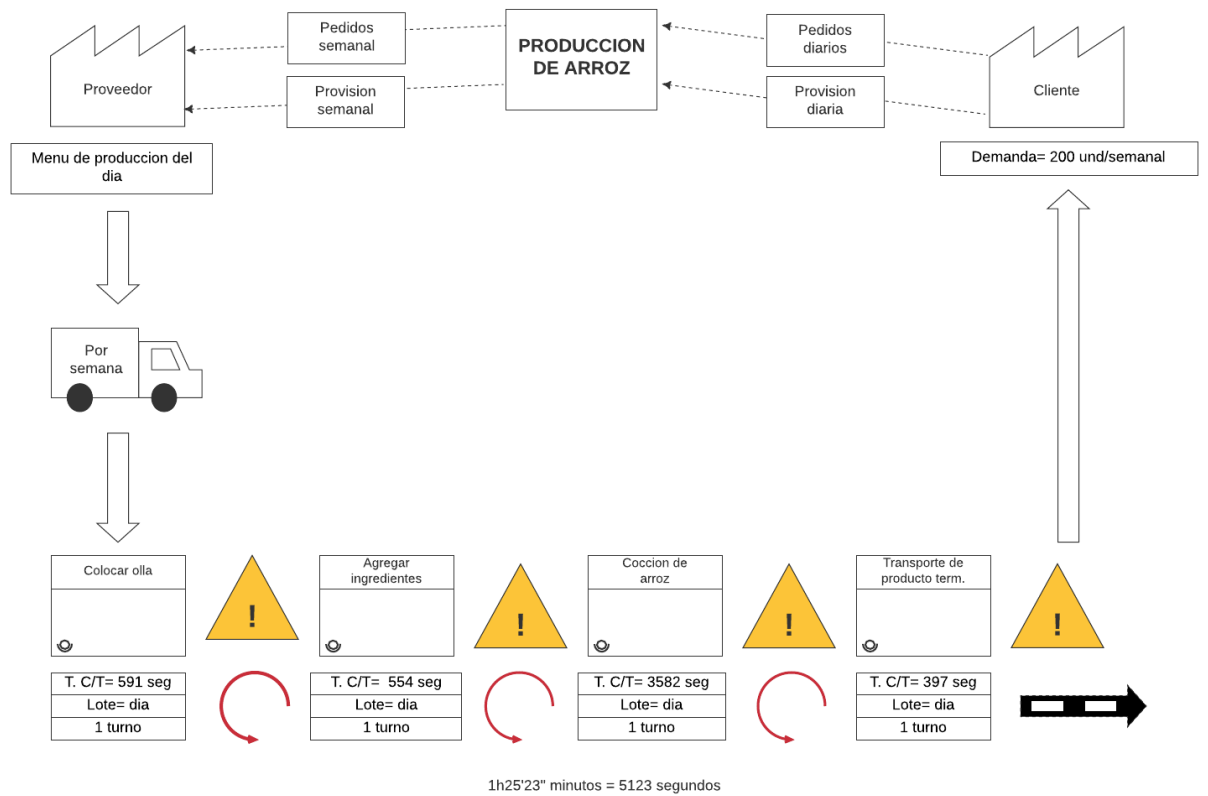 Pedidos
semanal
PRODUCCION
DE ARROZ
Pedidos
diarios
Proveedor
Provision
semanal
Provision
diaria
Cliente
Menu de produccion del
dia
Demanda= 200 und/semanal
Por
semana
Colocar olla
Agregar
ingredientes
Coccion de
arroz
Transporte de
producto term.
!
!
!
!
T. C/T= 591 seg
Lote= dia
1 turno
T. C/T= 554 seg
Lote= dia
1 turno
T. C/T= 3582 seg
Lote= dia
1 turno
T. C/T= 397 seg
Lote= dia
1 turno
1h25'23" minutos = 5123 segundos